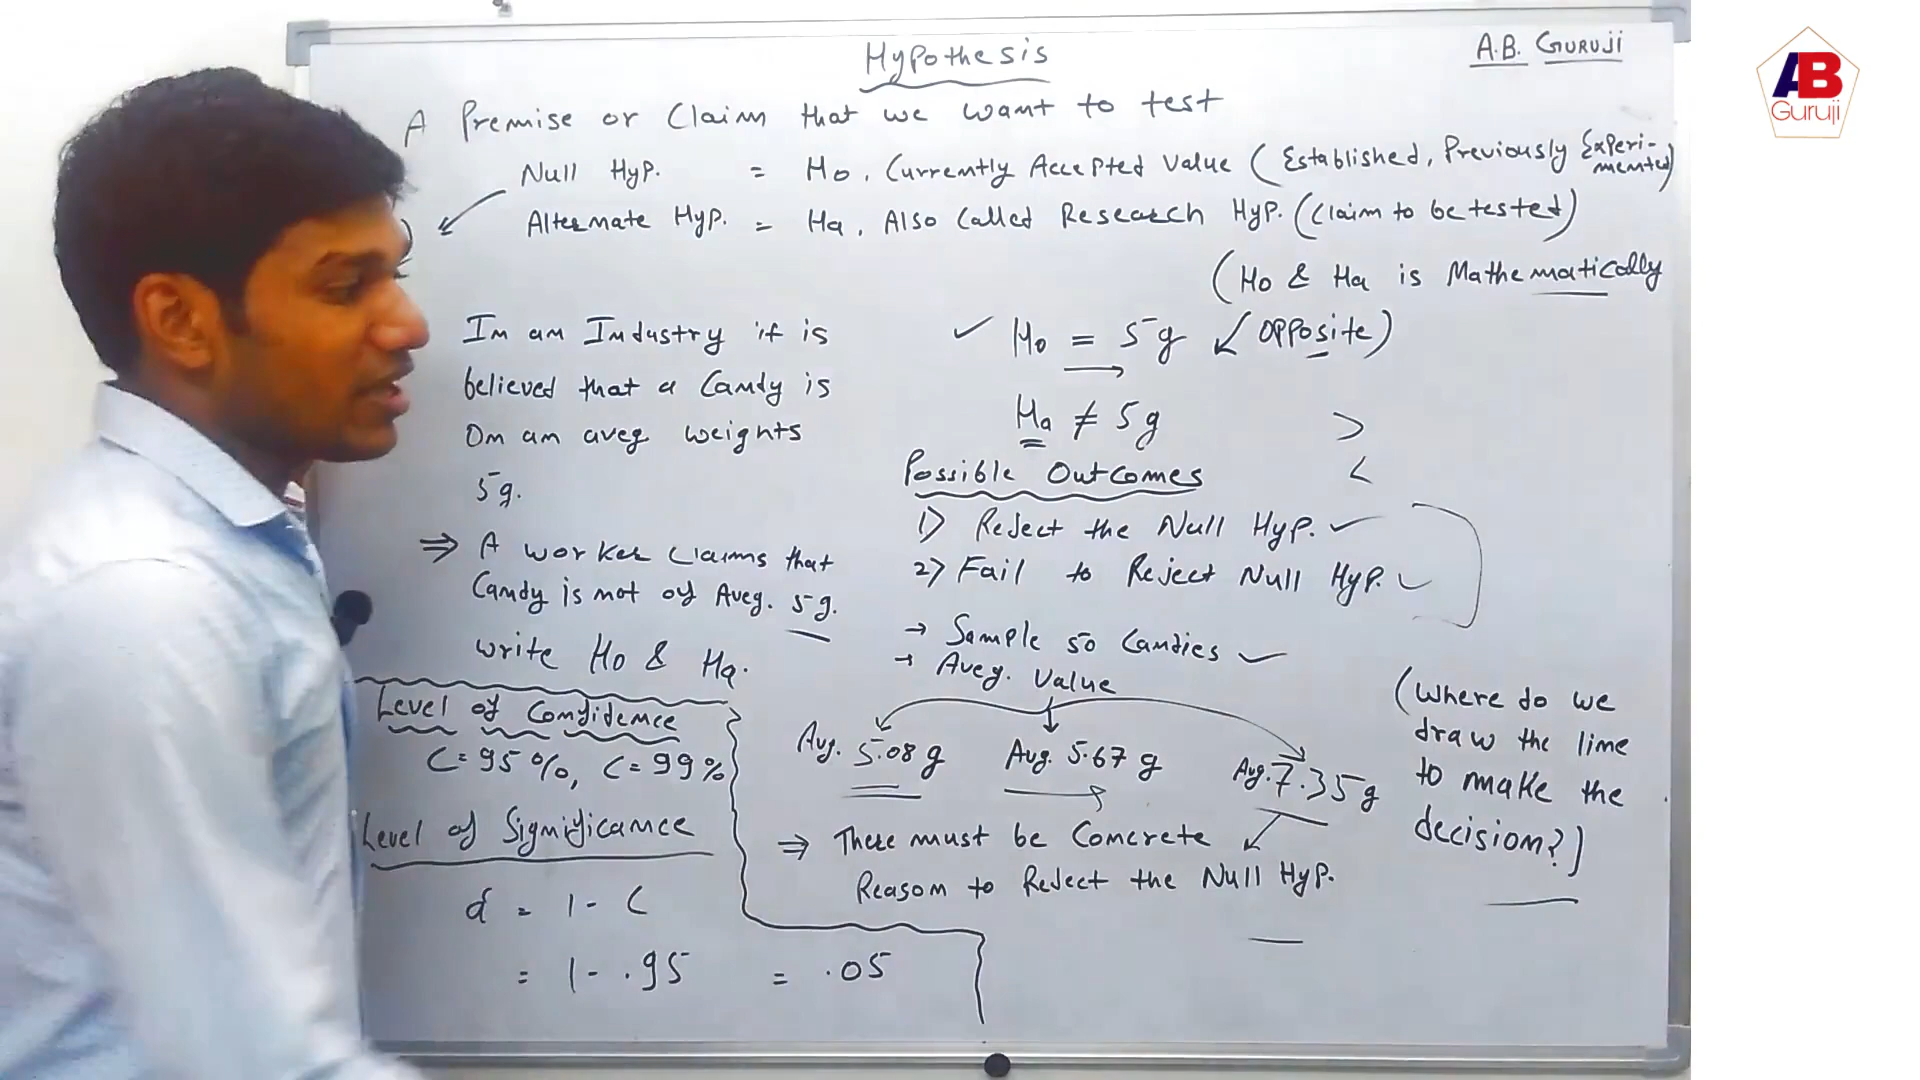 Hypothesis
A.B. GURUJI
AB
Guruji
A Premise or Claim that we want to test
Null Hyp. = Ho, Currently Accepted Value (Established, Previously Experi-
mented)
Alternate Hyp. = Ha, Also Called Research Hyp. (Claim to be tested)
(Ho & Ha is Mathematically
OPPosite)
In an Industry it is
believed that a Candy is
On an aveg weights
5g.
⇒ A worker claims that
Candy is not of Aveg. 5g.
write Ho & Ha.
✓ Ho = 5g
Ha ≠ 5g
>
<
Possible Outcomes
1) Reject the Null Hyp. ✓
2) Fail to Reject Null Hyp. ✓
→ Sample 50 Candies ✓
→ Aveg. Value
Avg. 5.08 g
Avg. 5.67 g
Avg. 7.35 g
⇒ There must be Concrete
Reason to Reject the Null Hyp.
(Where do we
draw the line
to make the
decision?)
Level of Confidence
C = 95%, C = 99%
Level of Significance
α = 1 - C
= 1 - .95 = .05